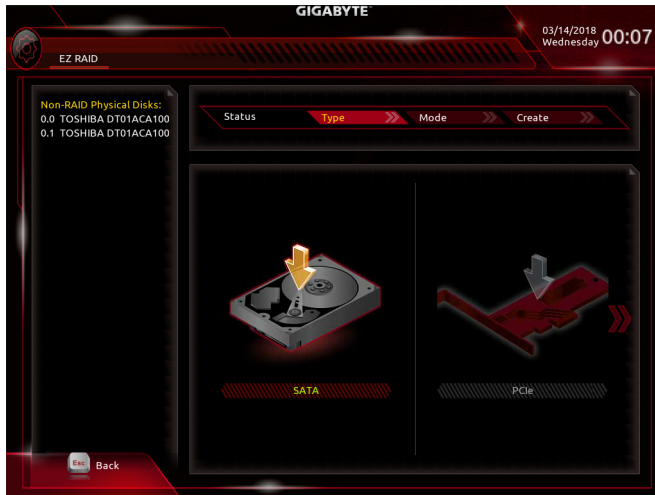 GIGABYTE
03/14/2018
Wednesday 00:07
EZ RAID
Non-RAID Physical Disks:
0.0 TOSHIBA DT01ACA100
0.1 TOSHIBA DT01ACA100
Status Type Mode Create
SATA PCIe
Esc Back